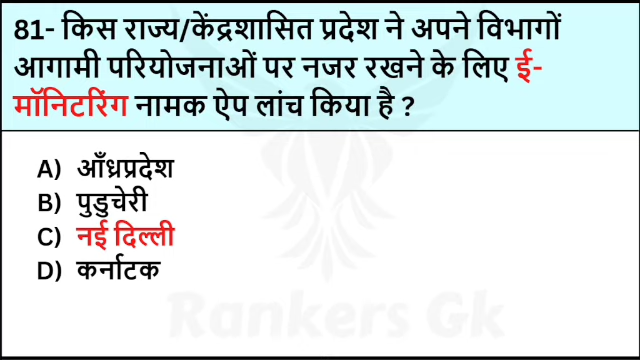 81- किस राज्य/केंद्रशासित प्रदेश ने अपने विभागों
आगामी परियोजनाओं पर नजर रखने के लिए ई-
मॉनिटरिंग नामक ऐप लांच किया है ?
A) आँध्रप्रदेश
B) पुडुचेरी
C) नई दिल्ली
D) कर्नाटक
Rankers Gk